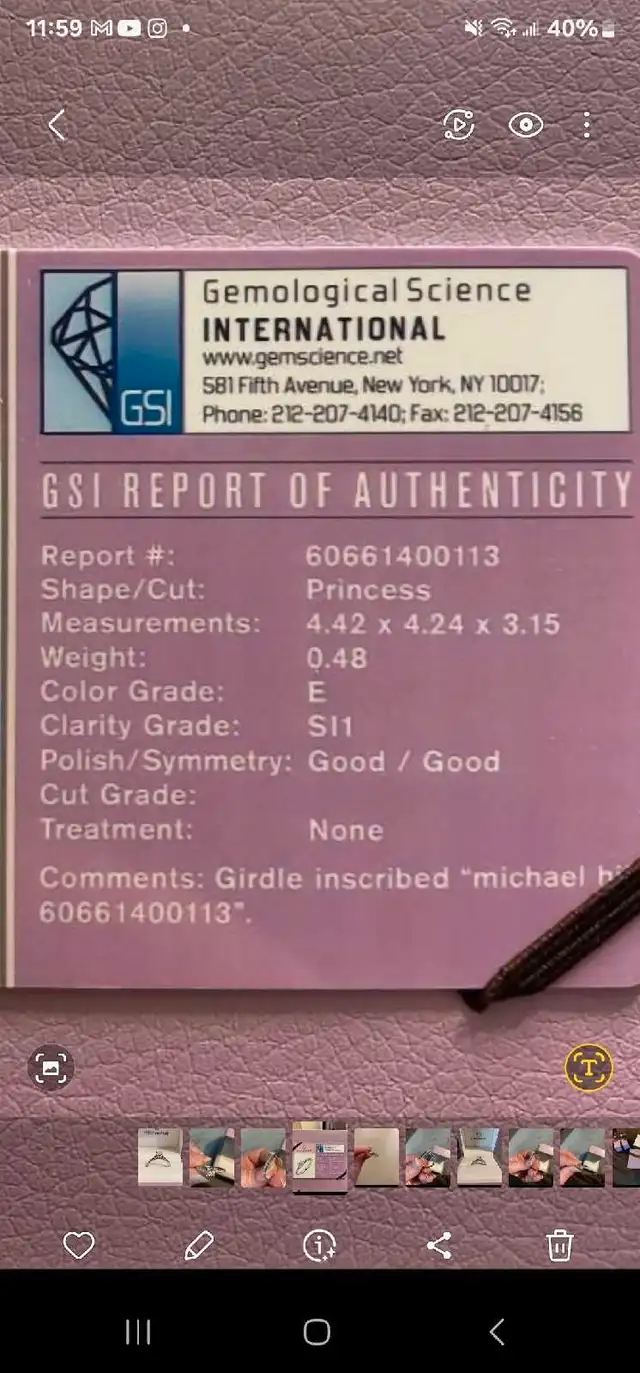 11:59
40%
Gemological Science
INTERNATIONAL
www.gemscience.net
581 Fifth Avenue, New York, NY 10017;
Phone: 212-207-4140; Fax: 212-207-4156
GSI
GSI REPORT OF AUTHENTICITY
Report #: 60661400113
Shape/Cut: Princess
Measurements: 4.42 x 4.24 x 3.15
Weight: 0.48
Color Grade: E
Clarity Grade: SI1
Polish/Symmetry: Good / Good
Cut Grade:
Treatment: None
Comments: Girdle inscribed "michael
60661400113".
T